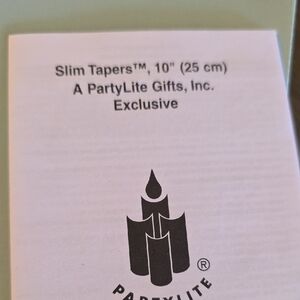 Slim Tapers™, 10" (25 cm)
A PartyLite Gifts, Inc.
Exclusive
®
PARTYLITE